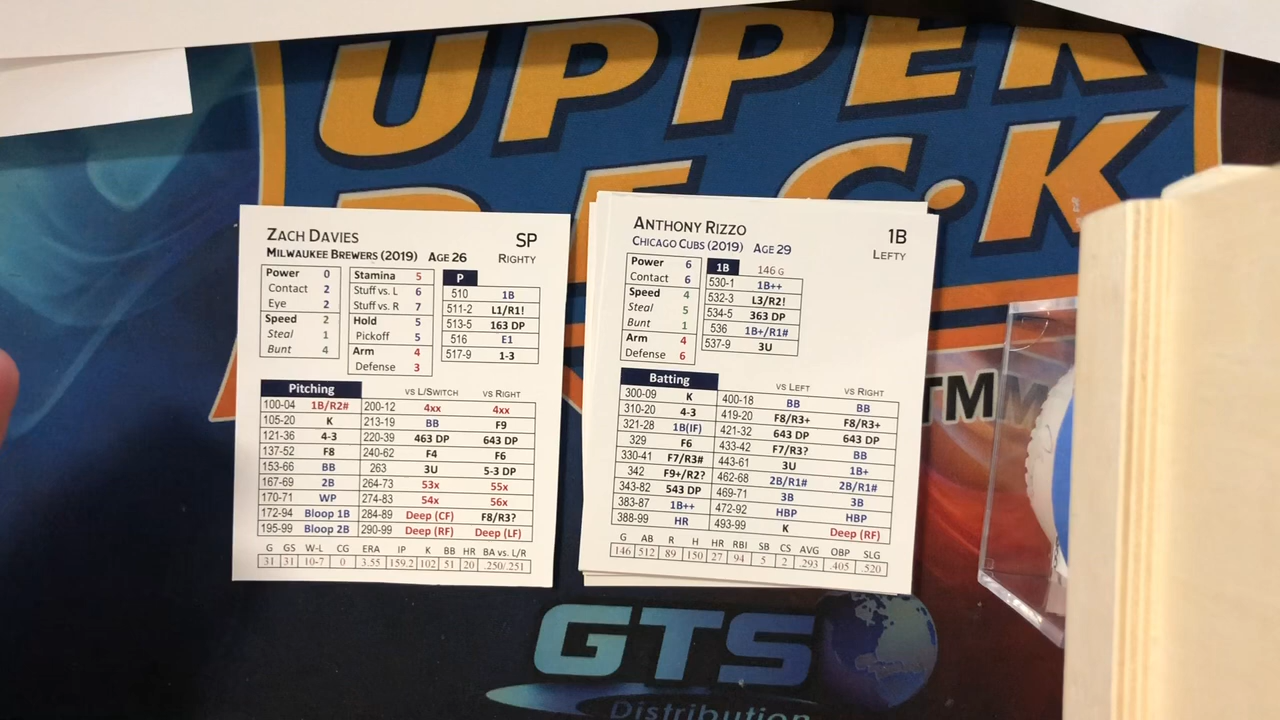 UPPER
DECK
TM
ZACH DAVIES SP
MILWAUKEE BREWERS (2019) AGE 26 RIGHTY
Power 0 Stamina 5 P
Contact 2 Stuff vs. L 6 510 1B
Eye 2 Stuff vs. R 7 511-2 L1/R1!
Speed 2 Hold 5 513-5 163 DP
Steal 1 Pickoff 5 516 E1
Bunt 4 Arm 4 517-9 1-3
Defense 3
Pitching VS L/SWITCH VS RIGHT
100-04 1B/R2# 200-12 4xx 4xx
105-20 K 213-19 BB F9
121-36 4-3 220-39 463 DP 643 DP
137-52 F8 240-62 F4 F6
153-66 BB 263 3U 5-3 DP
167-69 2B 264-73 53x 55x
170-71 WP 274-83 54x 56x
172-94 Bloop 1B 284-89 Deep (CF) F8/R3?
195-99 Bloop 2B 290-99 Deep (RF) Deep (LF)
G GS W-L CG ERA IP K BB HR BA vs. L/R
31 31 10-7 0 3.55 159.2 102 51 20 .250/.251
ANTHONY RIZZO 1B
CHICAGO CUBS (2019) AGE 29 LEFTY
Power 6 1B 146 G
Contact 6 530-1 1B++
Speed 4 532-3 L3/R2!
Steal 5 534-5 363 DP
Bunt 1 536 1B+/R1#
Arm 4 537-9 3U
Defense 6
Batting VS LEFT VS RIGHT
300-09 K 400-18 BB BB
310-20 4-3 419-20 F8/R3+ F8/R3+
321-28 1B(IF) 421-32 643 DP 643 DP
329 F6 433-42 F7/R3? BB
330-41 F7/R3# 443-61 3U 1B+
342 F9+/R2? 462-68 2B/R1# 2B/R1#
343-82 543 DP 469-71 3B 3B
383-87 1B++ 472-92 HBP HBP
388-99 HR 493-99 K Deep (RF)
G AB R H HR RBI SB CS AVG OBP SLG
146 512 89 150 27 94 5 2 .293 .405 .520
GTS
Distribution